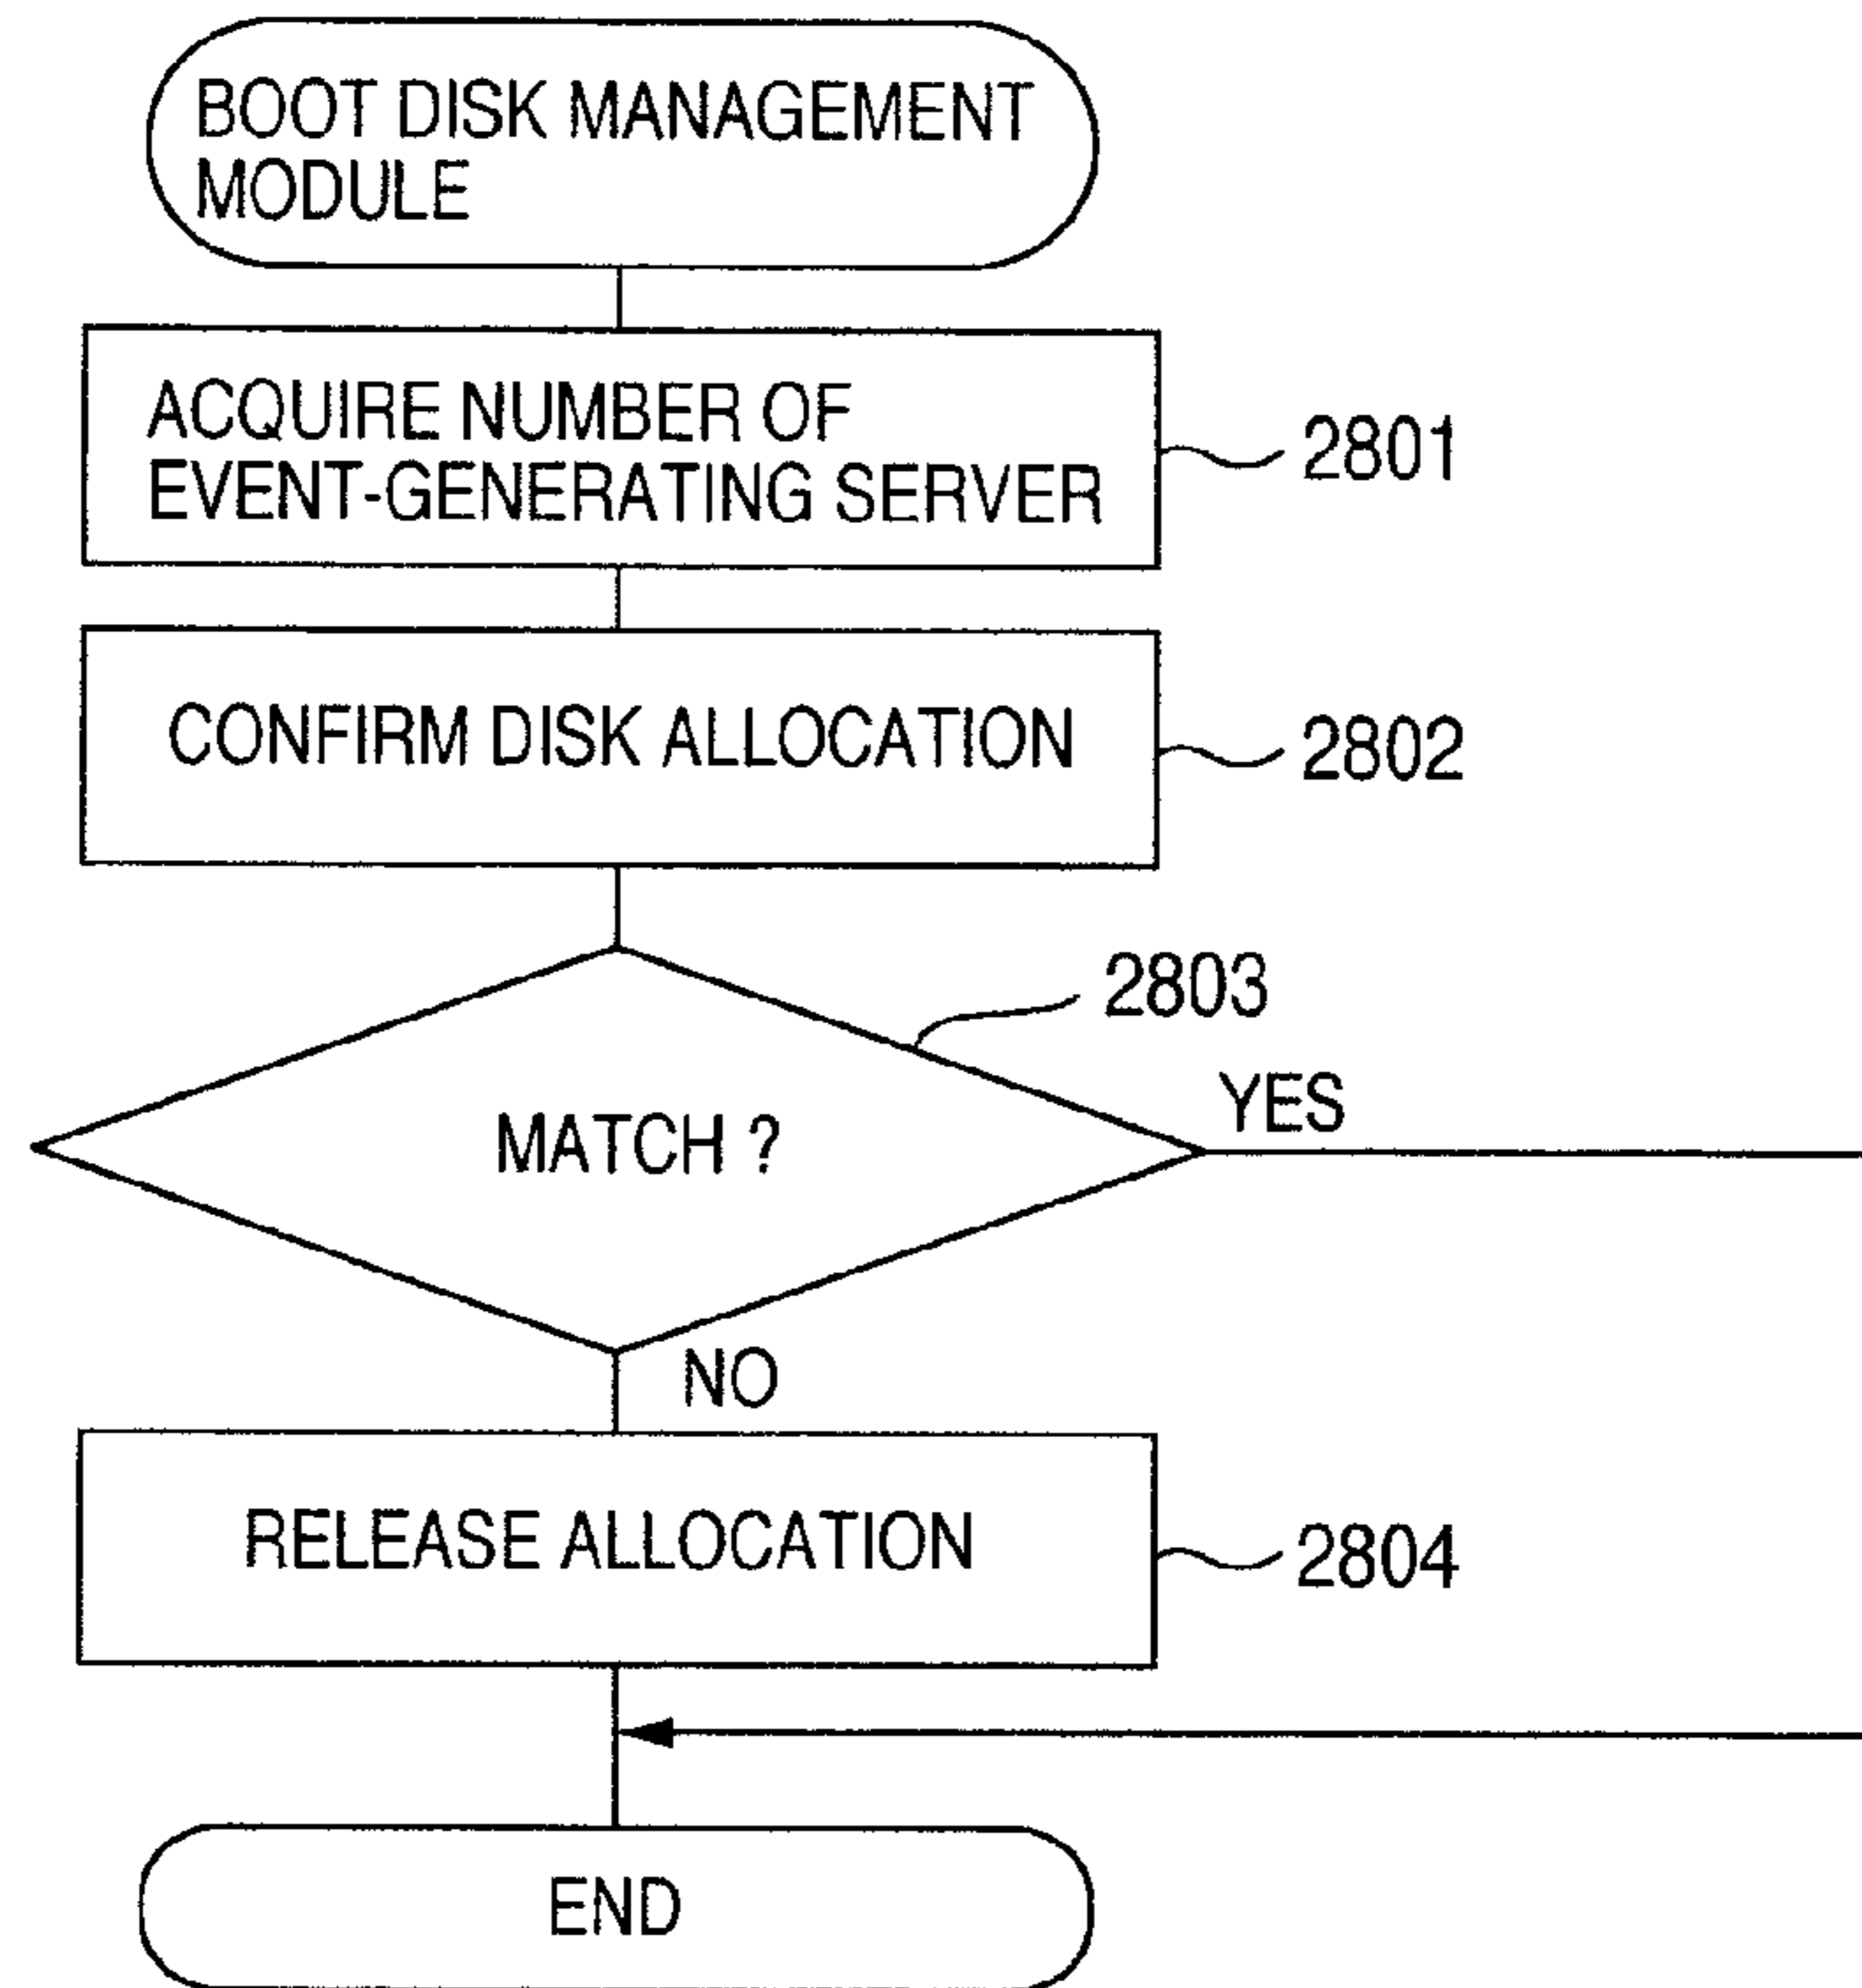 BOOT DISK MANAGEMENT
MODULE
ACQUIRE NUMBER OF
EVENT-GENERATING SERVER
2801
CONFIRM DISK ALLOCATION
2802
2803
YES
MATCH ?
NO
RELEASE ALLOCATION
2804
END